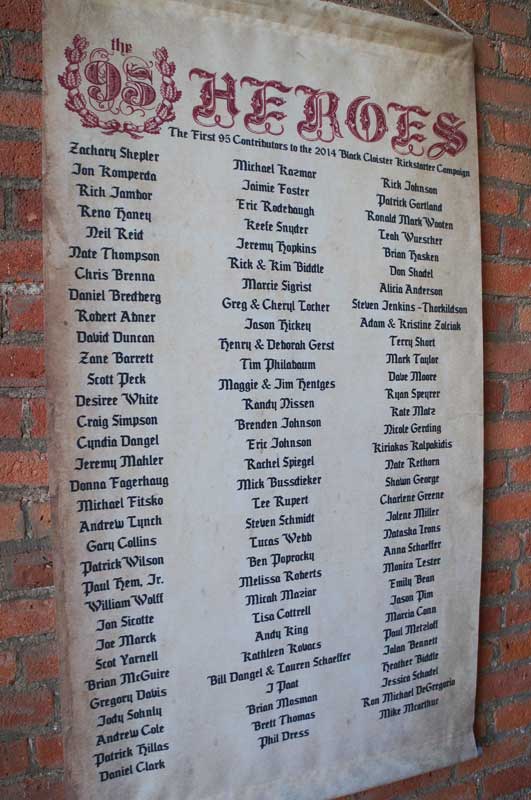 the
95 HEROES
The First 95 Contributors to the 2014 Black Cloister Kickstarter Campaign
Zachary Shepler
Jon Komperda
Rich Jambor
Reno Haney
Neil Reid
Nate Thompson
Chris Brenna
Daniel Bredberg
Robert Abner
David Duncan
Zane Barrett
Scott Peck
Desiree White
Craig Simpson
Cyndia Dangel
Jeremy Mahler
Donna Fagerhaug
Michael Fitsko
Andrew Lynch
Gary Collins
Patrick Wilson
Paul Hem, Jr.
William Wolff
Jon Sicotte
Joe Marck
Scot Yarnell
Brian McGuire
Gregory Davis
Jody Sohnly
Andrew Cole
Patrick Hillas
Daniel Clark
Michael Kazmar
Jaimie Foster
Eric Rodebaugh
Keefe Snyder
Jeremy Hopkins
Rick & Kim Biddle
Marcie Sigrist
Greg & Cheryl Locher
Jason Hickey
Henry & Deborah Gerst
Tim Philabaum
Maggie & Jim Hentges
Randy Nissen
Brenden Johnson
Eric Johnson
Rachel Spiegel
Mick Bussdieker
Lee Rupert
Steven Schmidt
Lucas Webb
Ben Poprocky
Melissa Roberts
Micah Maziar
Lisa Cottrell
Andy King
Kathleen Kovacs
Bill Dangel & Lauren Schaeffer
J Paat
Brian Mosman
Brett Thomas
Phil Dress
Rick Johnson
Patrick Gartland
Ronald Mark Wooten
Leah Wuescher
Brian Hasken
Don Shadel
Alicia Anderson
Steven Jenkins-Thorkildson
Adam & Kristine Zolciak
Terry Short
Mark Taylor
Dave Moore
Ryan Speyrer
Kate Matz
Nicole Gerding
Kiriakos Kalpakidis
Nate Rethorn
Shawn George
Charlene Greene
Jolene Miller
Natasha Irons
Anna Schaeffer
Monica Lester
Emily Bean
Jason Pim
Marcia Conn
Paul Metzloff
Jalan Bennett
Heather Biddle
Jessica Schadel
Ron Michael DeGregorio
Mike Mcarthur